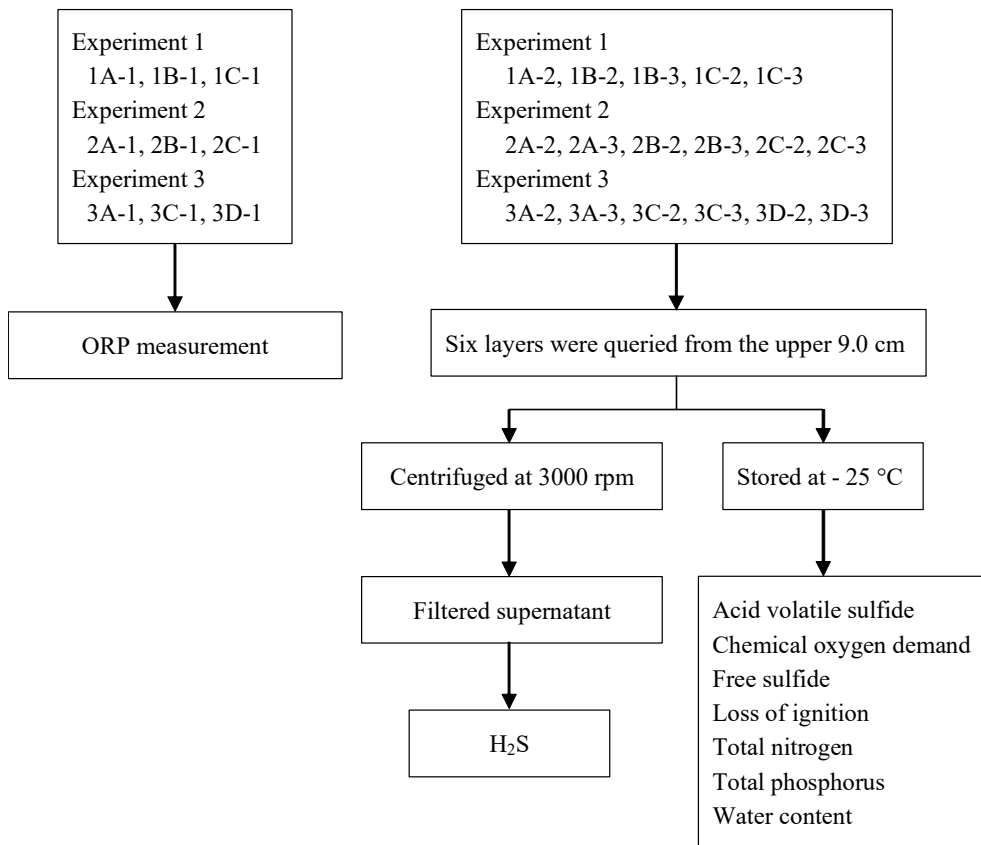 Experiment 1
1A-1, 1B-1, 1C-1
Experiment 2
2A-1, 2B-1, 2C-1
Experiment 3
3A-1, 3C-1, 3D-1
Experiment 1
1A-2, 1B-2, 1B-3, 1C-2, 1C-3
Experiment 2
2A-2, 2A-3, 2B-2, 2B-3, 2C-2, 2C-3
Experiment 3
3A-2, 3A-3, 3C-2, 3C-3, 3D-2, 3D-3
ORP measurement
Six layers were queried from the upper 9.0 cm
Centrifuged at 3000 rpm
Stored at - 25 °C
Filtered supernatant
H₂S
Acid volatile sulfide
Chemical oxygen demand
Free sulfide
Loss of ignition
Total nitrogen
Total phosphorus
Water content